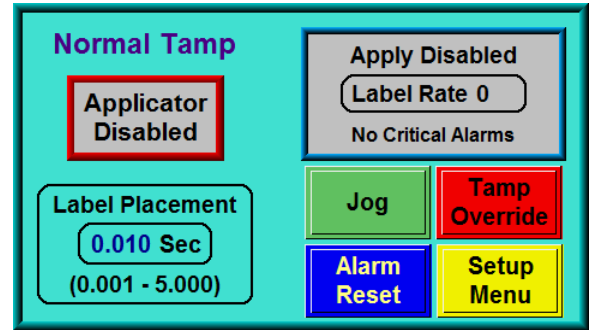 Normal Tamp
Applicator
Disabled
Label Placement
0.010 Sec
(0.001 - 5.000)
Apply Disabled
Label Rate 0
No Critical Alarms
Jog
Tamp
Override
Alarm
Reset
Setup
Menu